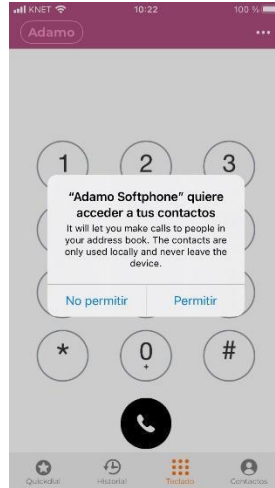 KNET 10:22 100 %
Adamo
1 2 3
“Adamo Softphone” quiere
acceder a tus contactos
It will let you make calls to people in
your address book. The contacts are
only used locally and never leave the
device.
No permitir Permitir
* 0 #
+
Quickdial Historial Teclado Contactos